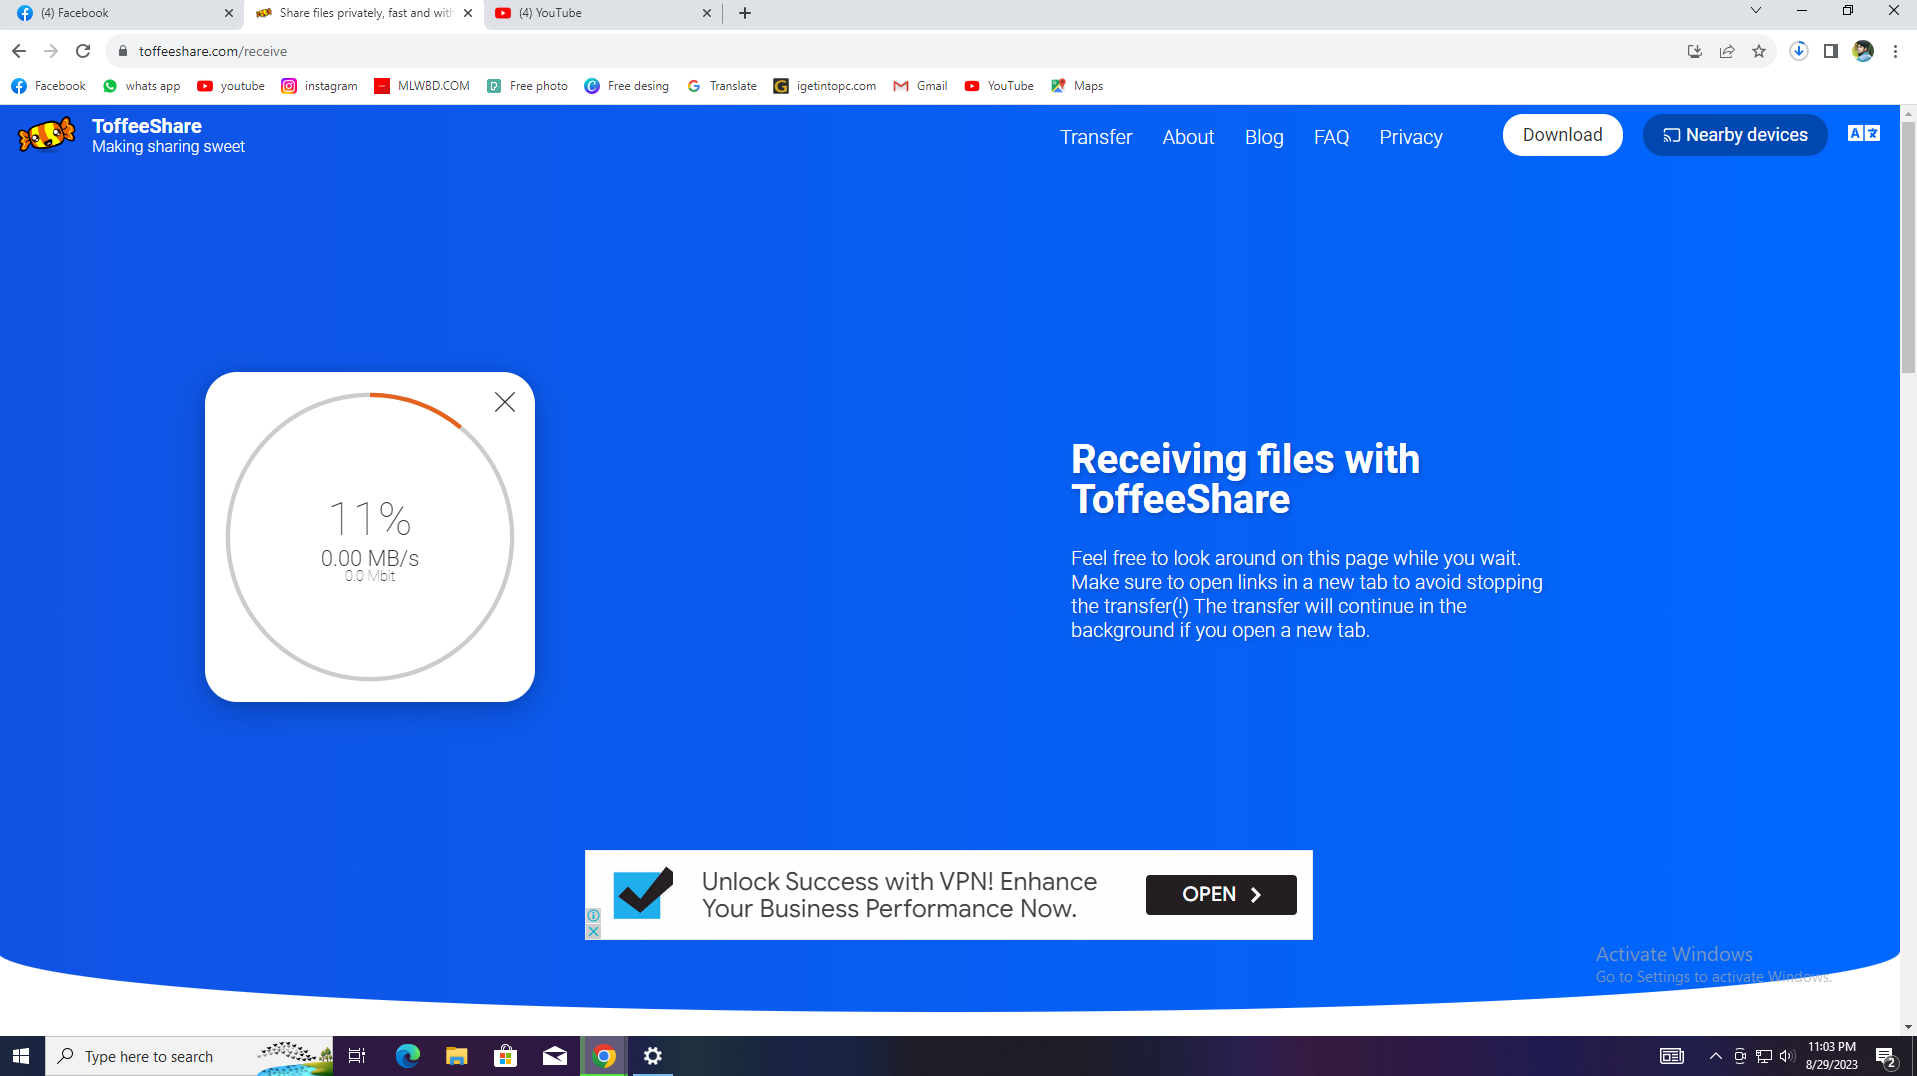 (4) Facebook
Share files privately, fast and with
(4) YouTube
toffeeshare.com/receive
Facebook
whats app
youtube
instagram
MLWBD.COM
Free photo
Free desing
Translate
igetintopc.com
Gmail
YouTube
Maps
ToffeeShare
Making sharing sweet
Transfer
About
Blog
FAQ
Privacy
Download
Nearby devices
11%
0.00 MB/s
0.0 Mbit
Receiving files with
ToffeeShare
Feel free to look around on this page while you wait.
Make sure to open links in a new tab to avoid stopping
the transfer(!) The transfer will continue in the
background if you open a new tab.
Unlock Success with VPN! Enhance
Your Business Performance Now.
OPEN
Activate Windows
Go to Settings to activate Windows.
Type here to search
11:03 PM
8/29/2023
2